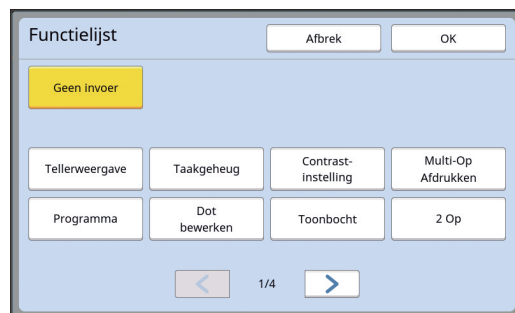 Functielijst
Afbrek
OK
Geen invoer
Tellerweergave
Taakgeheug
Contrast-
instelling
Multi-Op
Afdrukken
Programma
Dot
bewerken
Toonbocht
2 Op
1/4